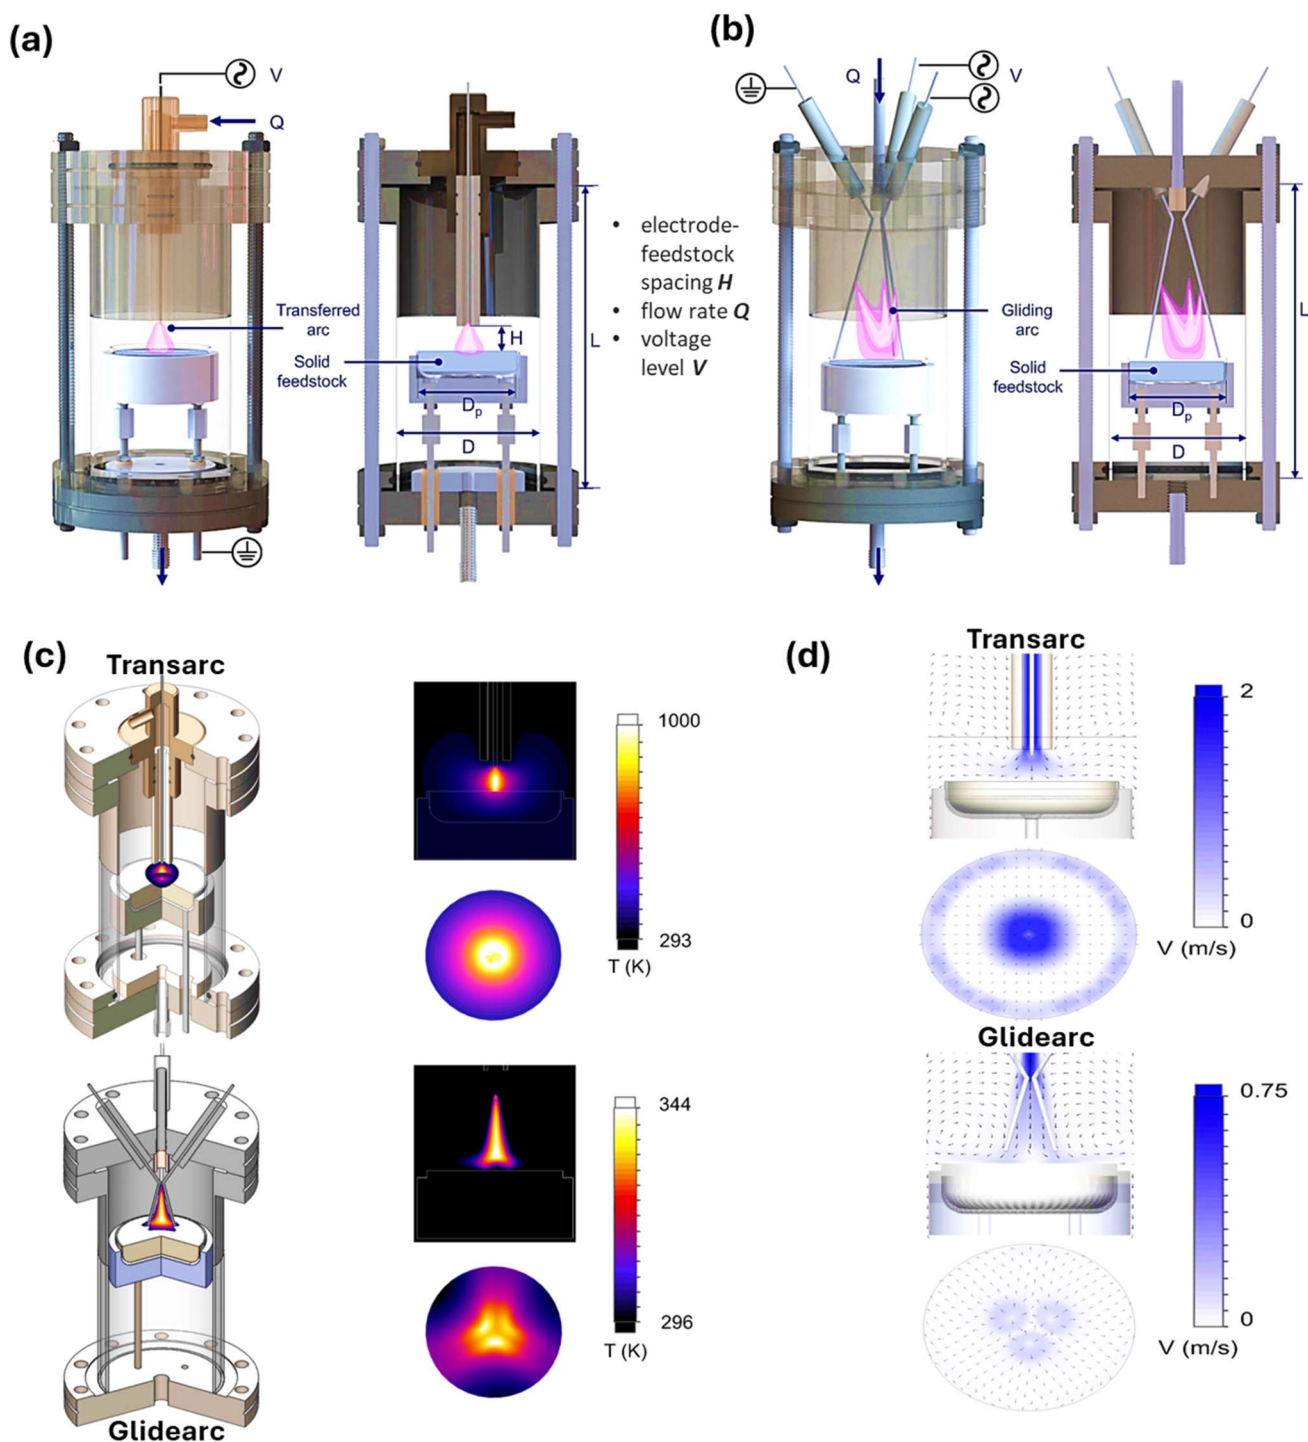 (a)
V
Q
Transferred
arc
Solid
feedstock
H
L
Dp
D
• electrode-
feedstock
spacing H
• flow rate Q
• voltage
level V
(b)
Q
V
Gliding
arc
Solid
feedstock
L
Dp
D
(c)
Transarc
1000
293
T (K)
344
296
T (K)
Glidearc
(d)
Transarc
2
0
V (m/s)
Glidearc
0.75
0
V (m/s)